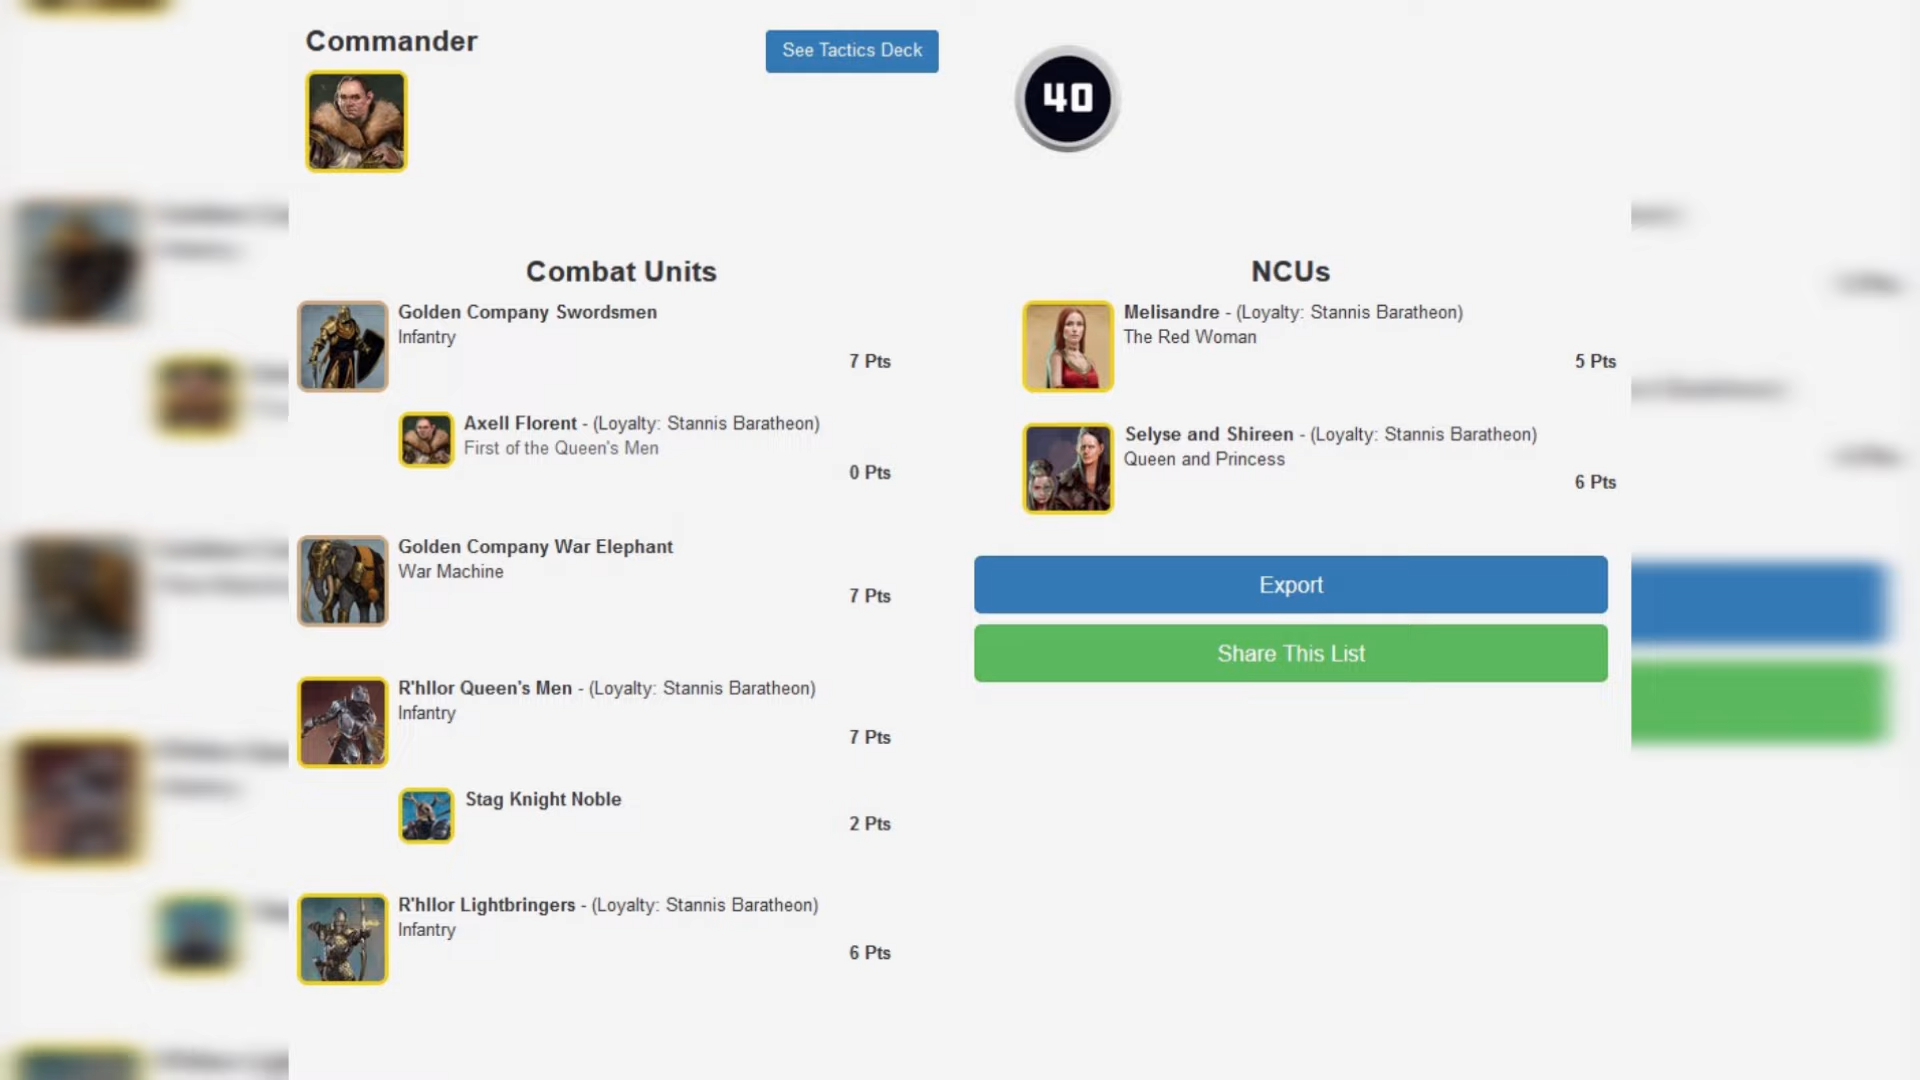 Commander
See Tactics Deck
40
Combat Units
Golden Company Swordsmen
Infantry
7 Pts
Axell Florent - (Loyalty: Stannis Baratheon)
First of the Queen's Men
0 Pts
Golden Company War Elephant
War Machine
7 Pts
R'hllor Queen's Men - (Loyalty: Stannis Baratheon)
Infantry
7 Pts
Stag Knight Noble
2 Pts
R'hllor Lightbringers - (Loyalty: Stannis Baratheon)
Infantry
6 Pts
NCUs
Melisandre - (Loyalty: Stannis Baratheon)
The Red Woman
5 Pts
Selyse and Shireen - (Loyalty: Stannis Baratheon)
Queen and Princess
6 Pts
Export
Share This List